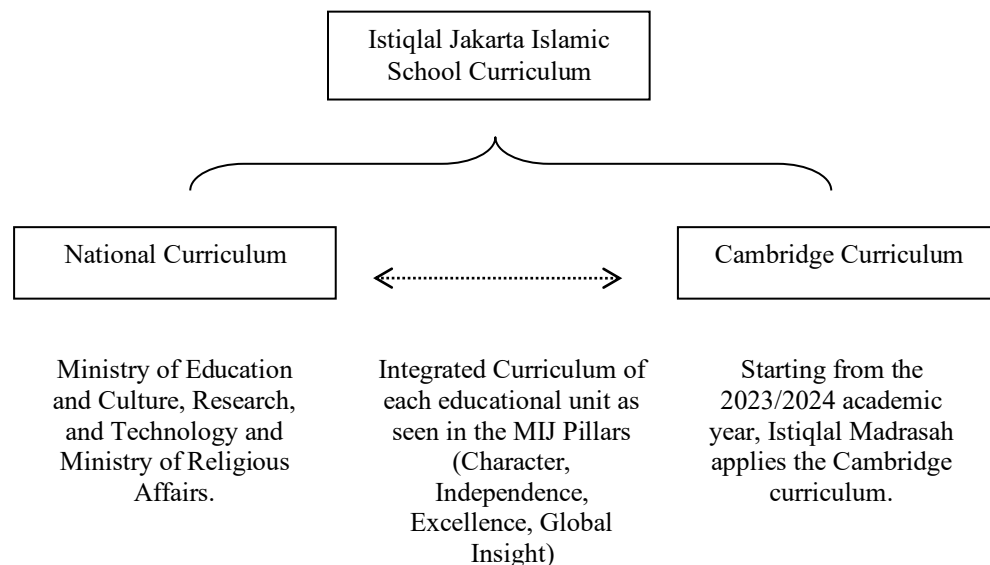 Istiqlal Jakarta Islamic
School Curriculum
National Curriculum
Cambridge Curriculum
Ministry of Education
and Culture, Research,
and Technology and
Ministry of Religious
Affairs.
Integrated Curriculum of
each educational unit as
seen in the MIJ Pillars
(Character,
Independence,
Excellence, Global
Insight)
Starting from the
2023/2024 academic
year, Istiqlal Madrasah
applies the Cambridge
curriculum.